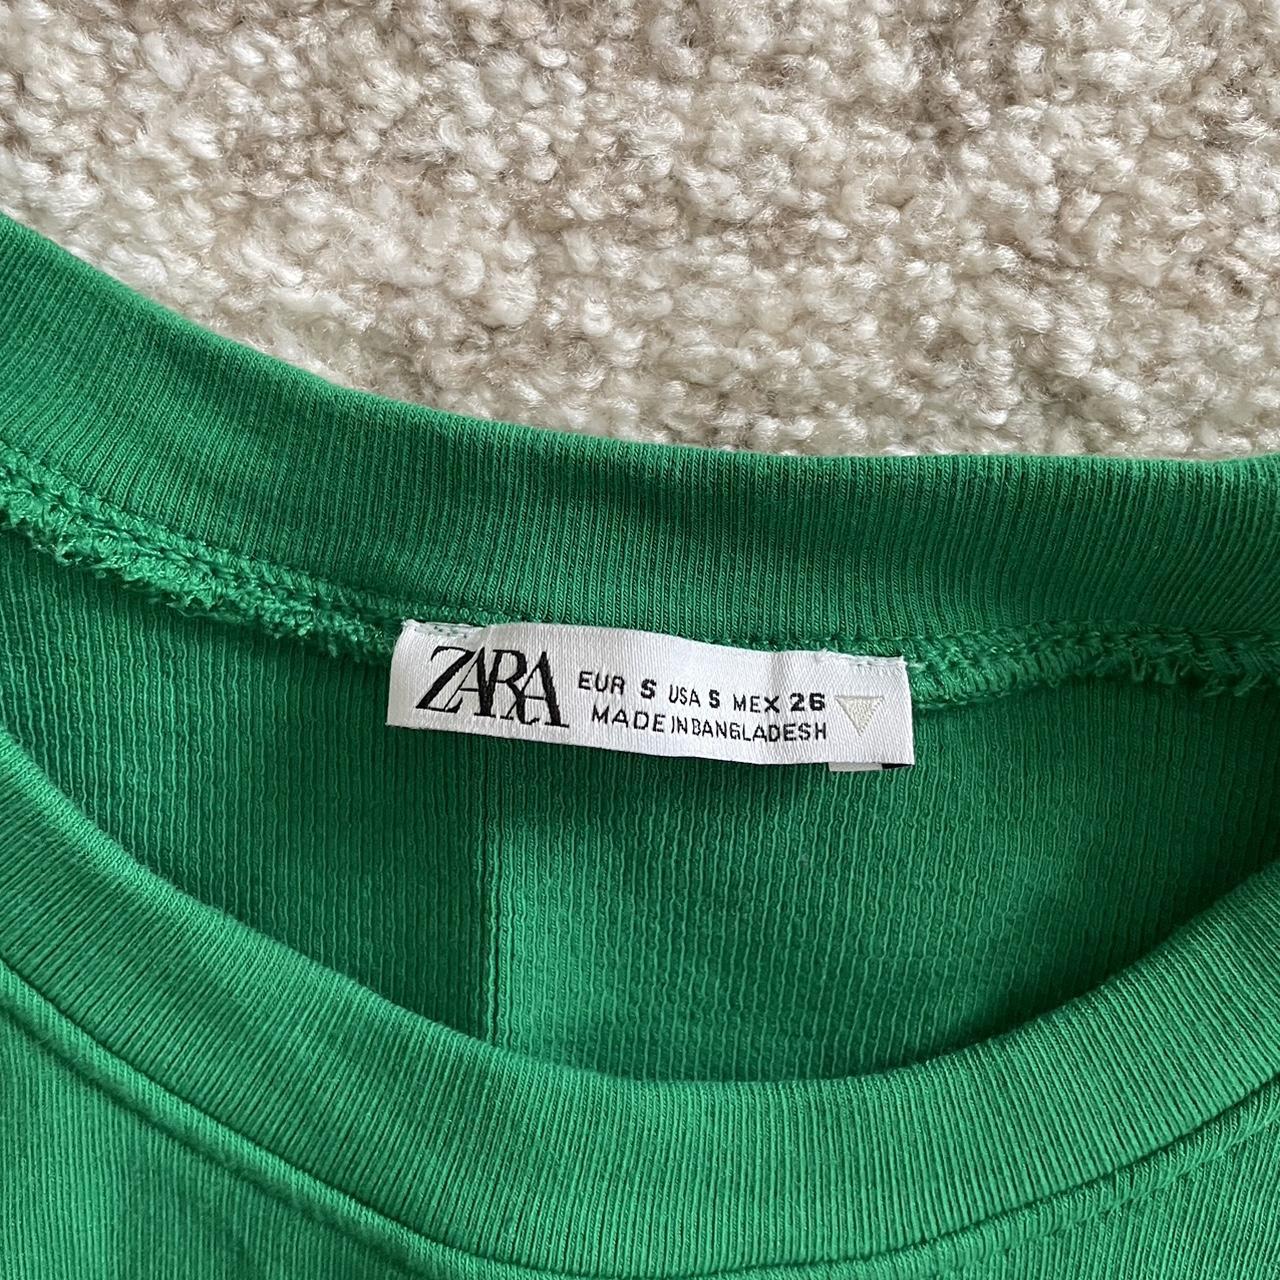 ZARA
EUR S USA S MEX 26
MADE IN BANGLADESH